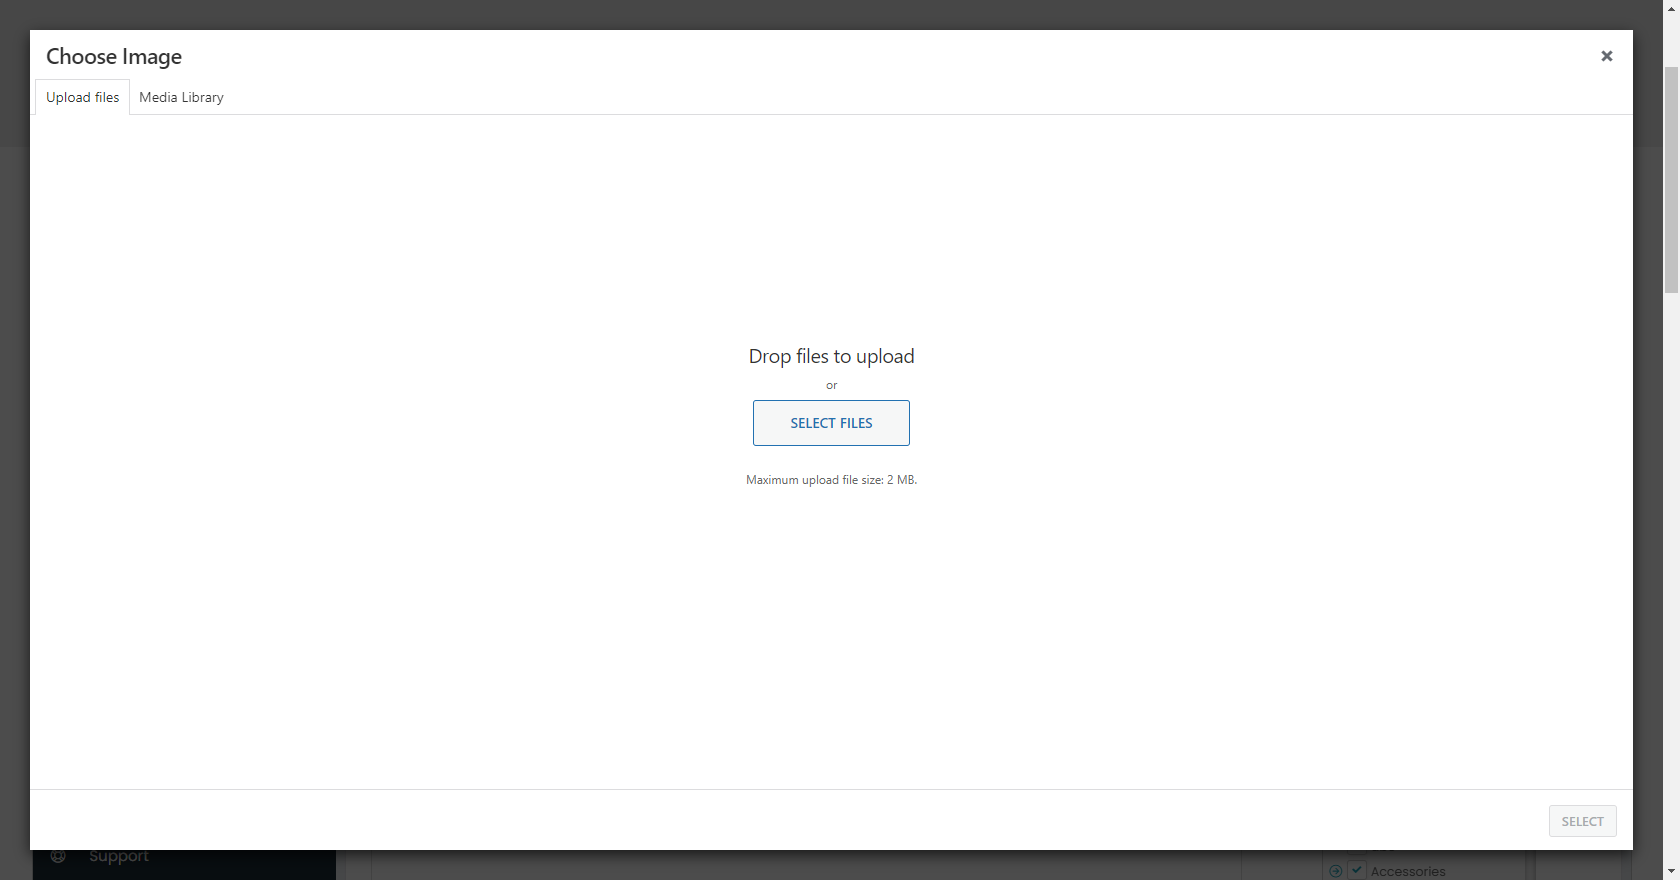 Choose Image
Upload files
Media Library
Drop files to upload
or
SELECT FILES
Maximum upload file size: 2 MB.
SELECT
Support
Accessories